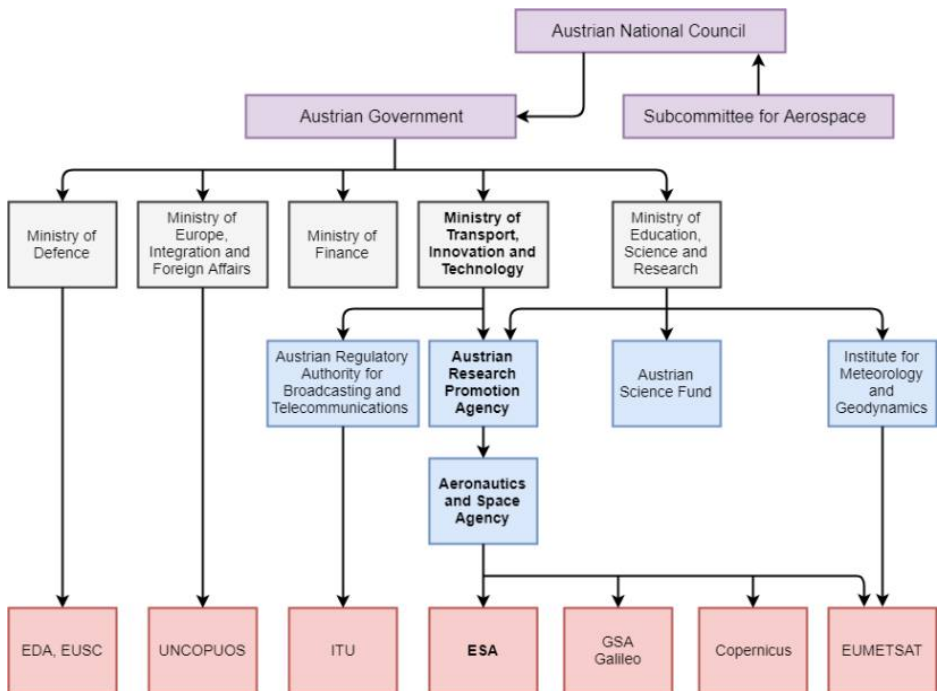 Austrian National Council
Austrian Government
Subcommittee for Aerospace
Ministry of
Defence
Ministry of
Europe,
Integration and
Foreign Affairs
Ministry of
Finance
Ministry of
Transport,
Innovation and
Technology
Ministry of
Education,
Science and
Research
Austrian Regulatory
Authority for
Broadcasting and
Telecommunications
Austrian
Research
Promotion
Agency
Austrian
Science Fund
Institute for
Meteorology
and
Geodynamics
Aeronautics
and Space
Agency
EDA, EUSC
UNCOPUOS
ITU
ESA
GSA
Galileo
Copernicus
EUMETSAT